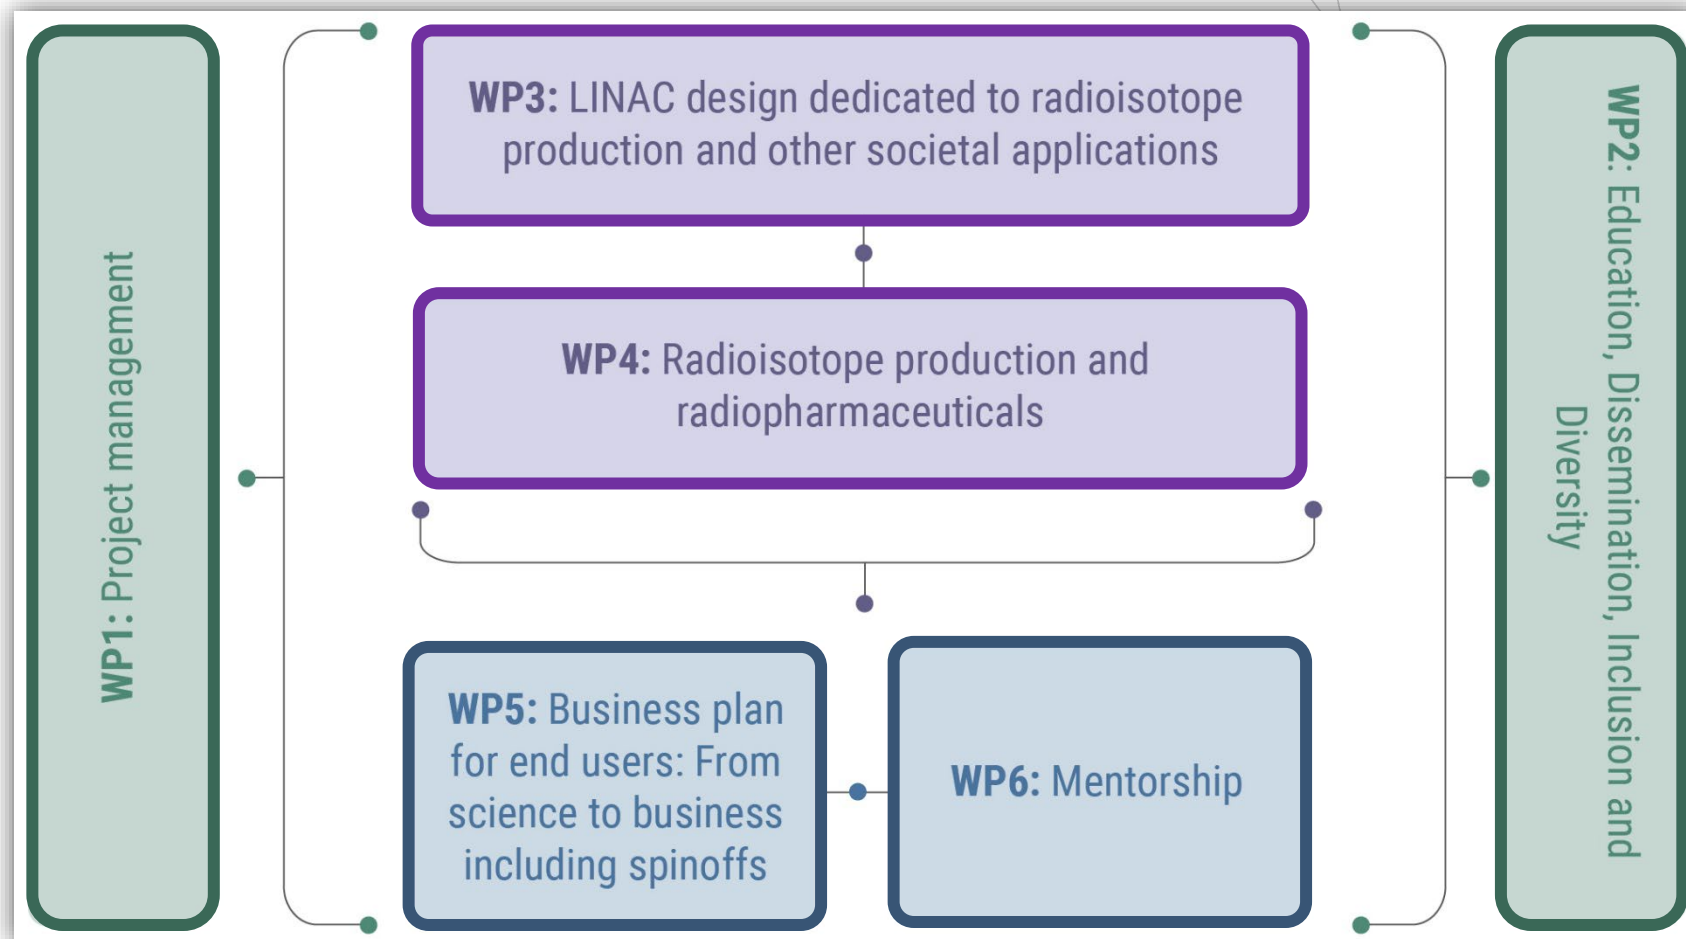 WP1: Project management
WP3: LINAC design dedicated to radioisotope
production and other societal applications
WP4: Radioisotope production and
radiopharmaceuticals
WP5: Business plan
for end users: From
science to business
including spinoffs
WP6: Mentorship
WP2: Education, Dissemination, Inclusion and
Diversity